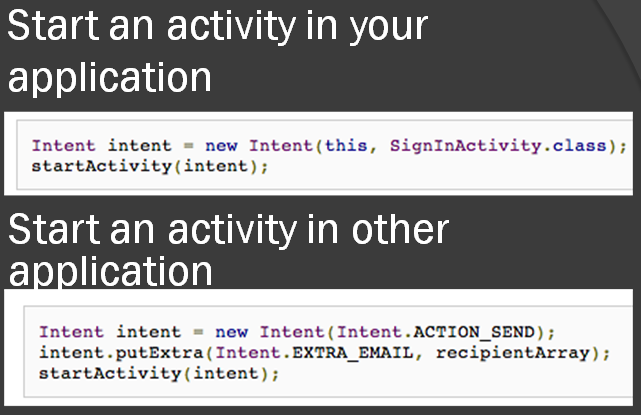 Start an activity in your
application
Intent intent = new Intent(this, SignInActivity.class);
startActivity(intent);
Start an activity in other
application
Intent intent = new Intent(Intent.ACTION_SEND);
intent.putExtra(Intent.EXTRA_EMAIL, recipientArray);
startActivity(intent);